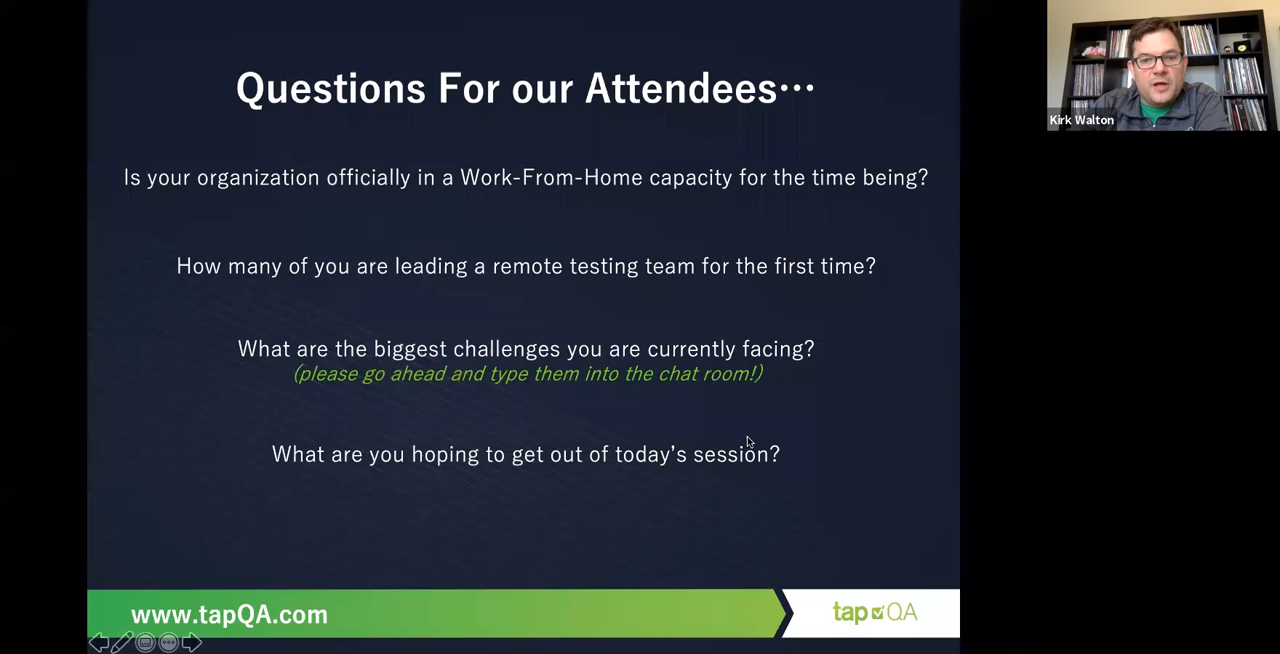 Questions For our Attendees…
Is your organization officially in a Work-From-Home capacity for the time being?
How many of you are leading a remote testing team for the first time?
What are the biggest challenges you are currently facing?
(please go ahead and type them into the chat room!)
What are you hoping to get out of today's session?
www.tapQA.com
tap QA
Kirk Walton